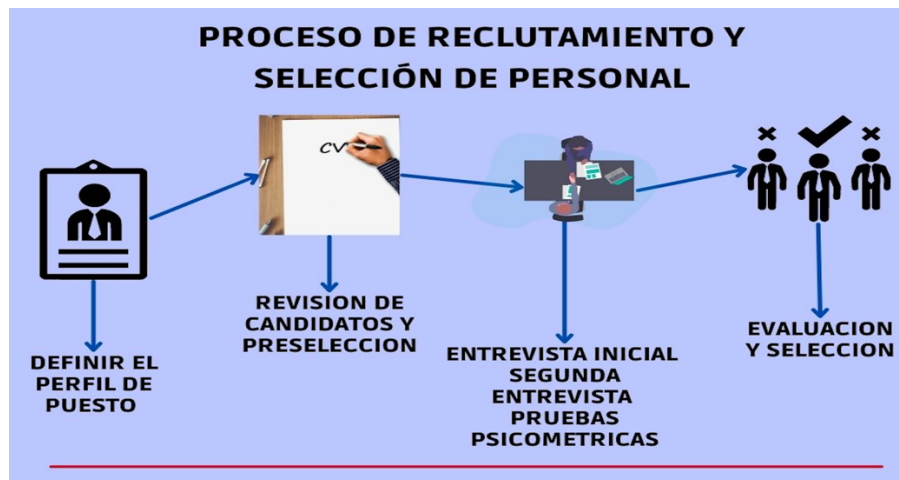 PROCESO DE RECLUTAMIENTO Y
SELECCIÓN DE PERSONAL
CV
DEFINIR EL
PERFIL DE
PUESTO
REVISION DE
CANDIDATOS Y
PRESELECCION
ENTREVISTA INICIAL
SEGUNDA
ENTREVISTA
PRUEBAS
PSICOMETRICAS
EVALUACION
Y SELECCION